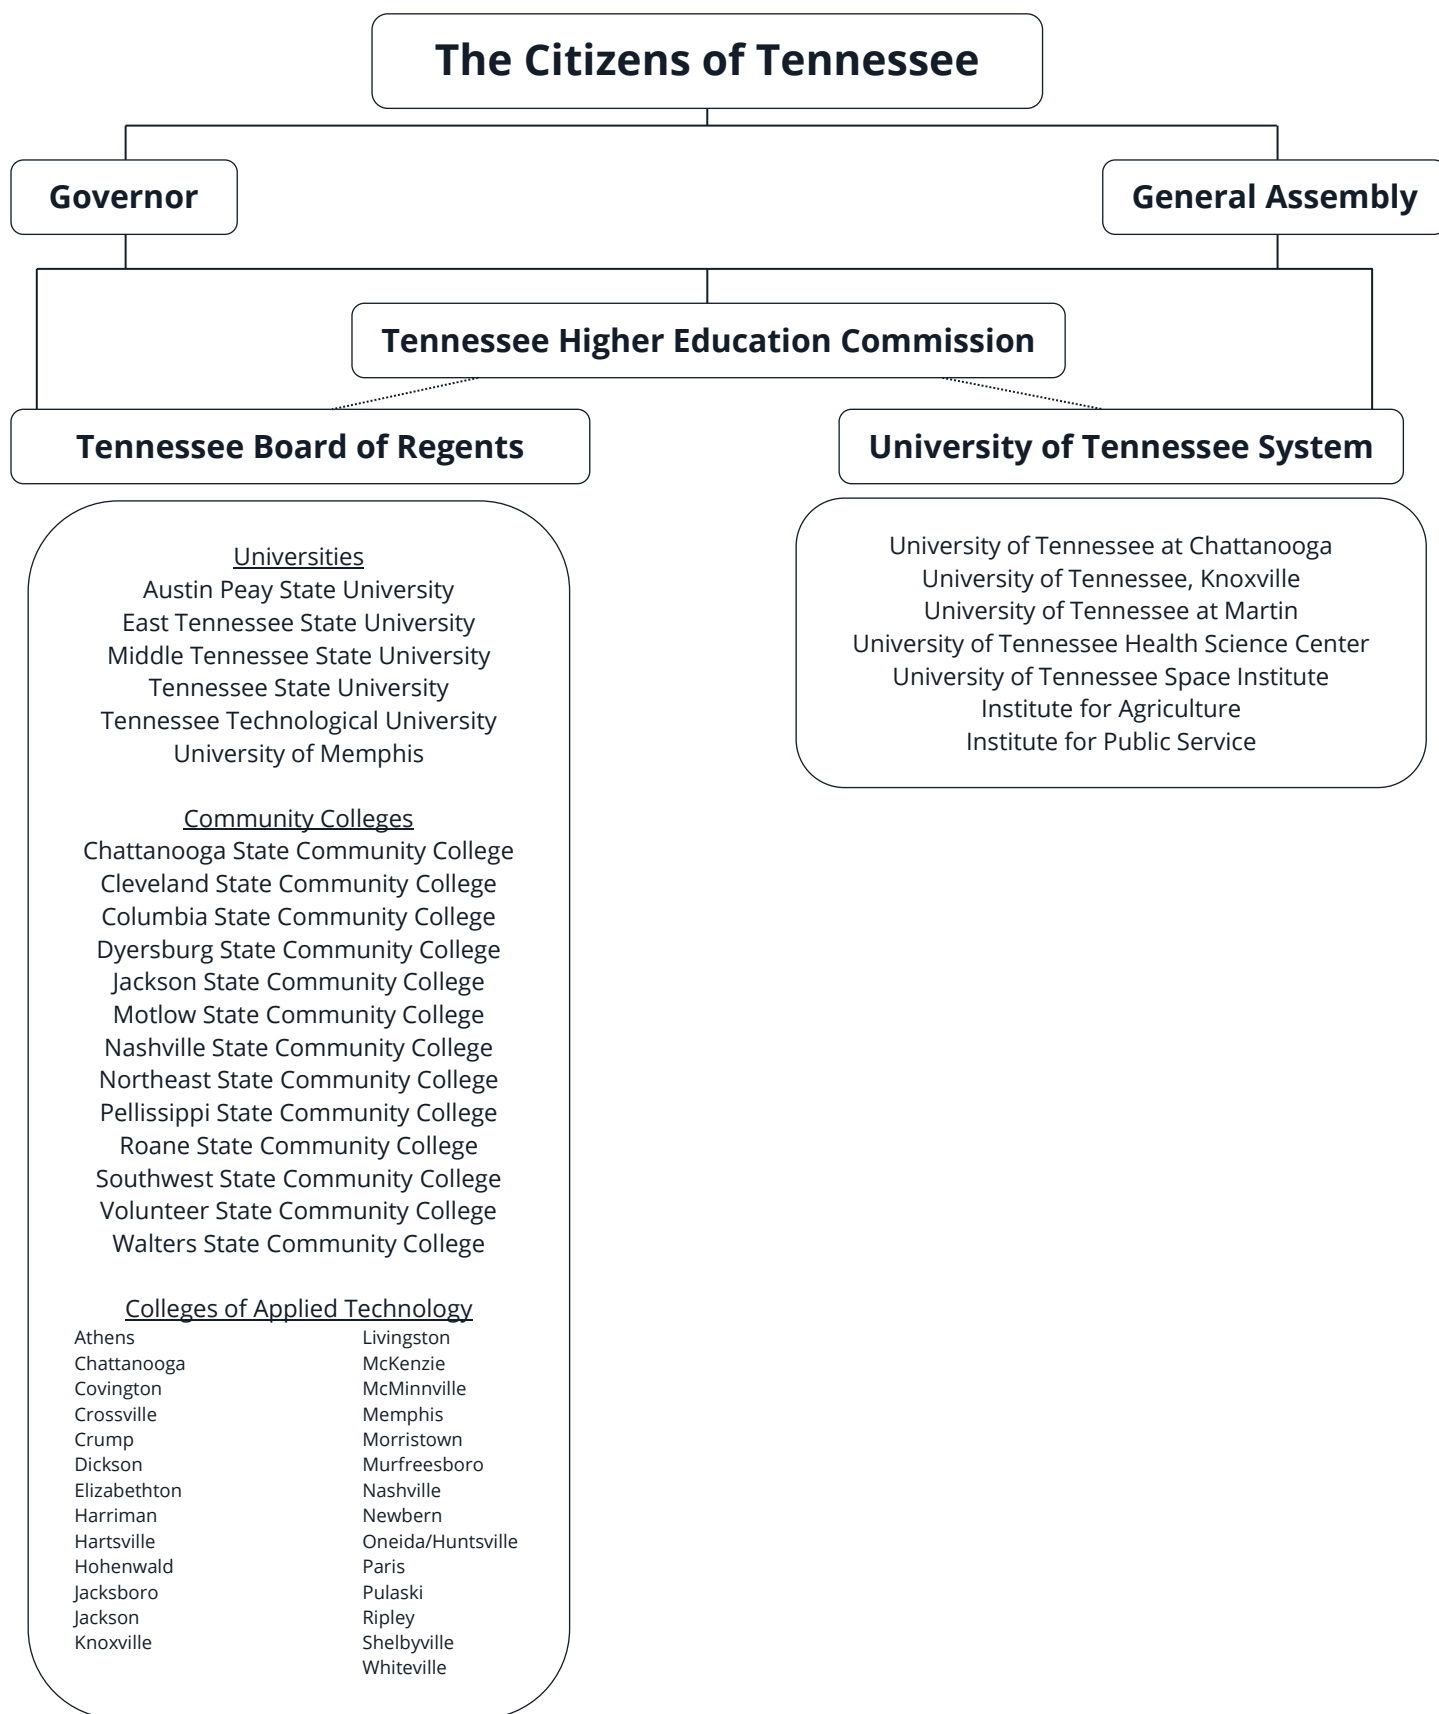 The Citizens of Tennessee
Governor
General Assembly
Tennessee Higher Education Commission
Tennessee Board of Regents
University of Tennessee System
Universities
Austin Peay State University
East Tennessee State University
Middle Tennessee State University
Tennessee State University
Tennessee Technological University
University of Memphis
Community Colleges
Chattanooga State Community College
Cleveland State Community College
Columbia State Community College
Dyersburg State Community College
Jackson State Community College
Motlow State Community College
Nashville State Community College
Northeast State Community College
Pellissippi State Community College
Roane State Community College
Southwest State Community College
Volunteer State Community College
Walters State Community College
Colleges of Applied Technology
Athens
Chattanooga
Covington
Crossville
Crump
Dickson
Elizabethton
Harriman
Hartsville
Hohenwald
Jacksboro
Jackson
Knoxville
Livingston
McKenzie
McMinnville
Memphis
Morristown
Murfreesboro
Nashville
Newbern
Oneida/Huntsville
Paris
Pulaski
Ripley
Shelbyville
Whiteville
University of Tennessee at Chattanooga
University of Tennessee, Knoxville
University of Tennessee at Martin
University of Tennessee Health Science Center
University of Tennessee Space Institute
Institute for Agriculture
Institute for Public Service